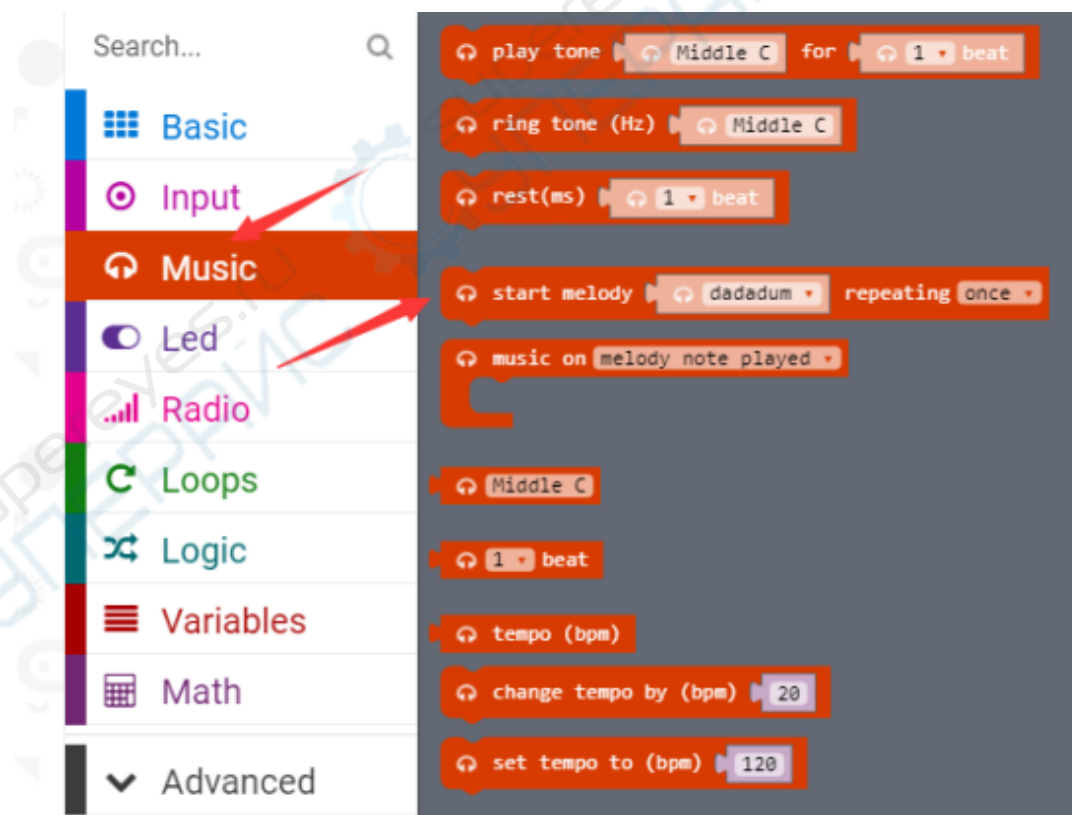 Search...
Basic
Input
Music
Led
Radio
Loops
Logic
Variables
Math
Advanced
play tone Middle C for 1 beat
ring tone (Hz) Middle C
rest(ms) 1 beat
start melody dadadum repeating once
music on melody note played
Middle C
1 beat
tempo (bpm)
change tempo by (bpm) 20
set tempo to (bpm) 120